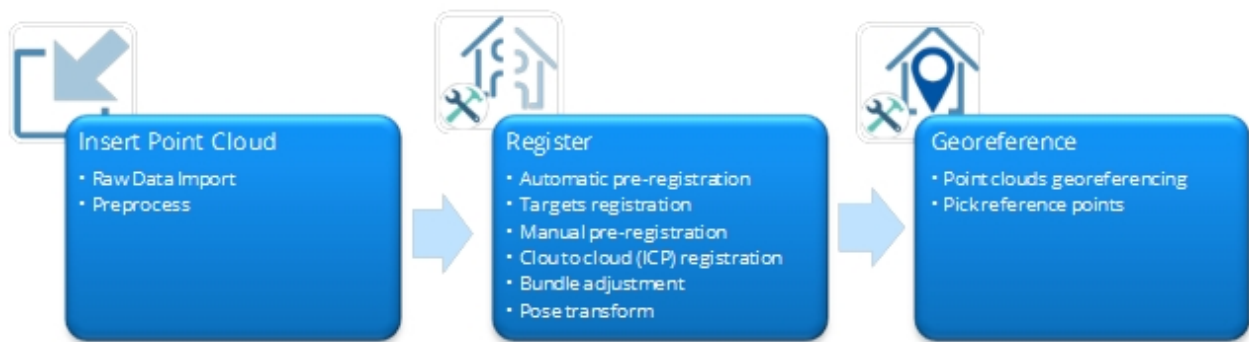 Insert Point Cloud
• Raw Data Import
• Preprocess
Register
• Automatic pre-registration
• Targets registration
• Manual pre-registration
• Clou to cloud (ICP) registration
• Bundle adjustment
• Pose transform
Georeference
• Point clouds georeferencing
• Pick reference points